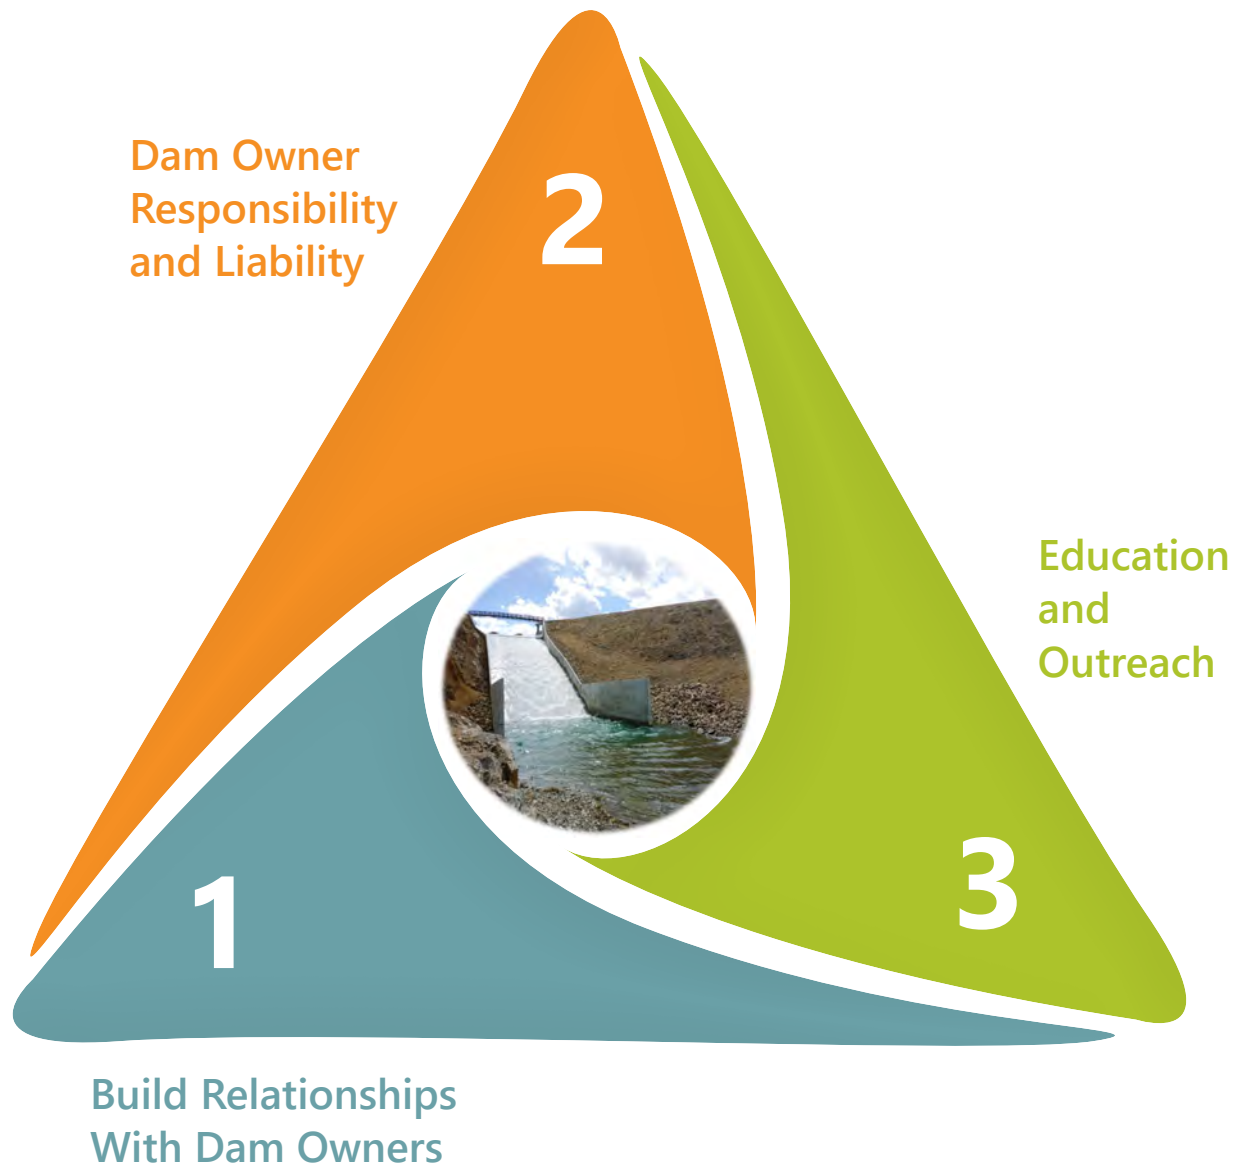 Dam Owner
Responsibility
and Liability
2
Education
and
Outreach
3
1
Build Relationships
With Dam Owners